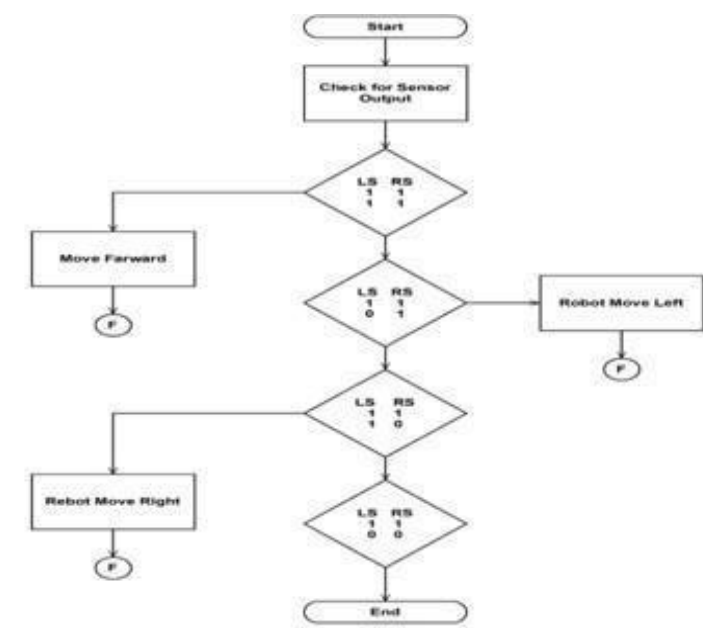 Start
Check for Sensor
Output
LS RS
1 1
1 1
Move Farward
F
LS RS
1 1
0 1
Robot Move Left
F
LS RS
1 1
1 0
Rebot Move Right
F
LS RS
1 1
0 0
End